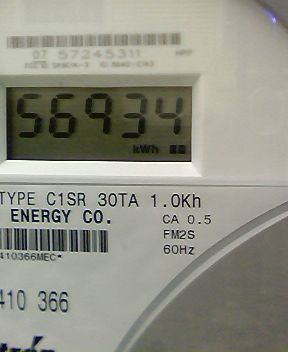 07 57245311
56934
kWh
TYPE C1SR 30TA 1.0Kh
ENERGY CO.
CA 0.5
FM2S
60Hz
410366MEC*
410 366